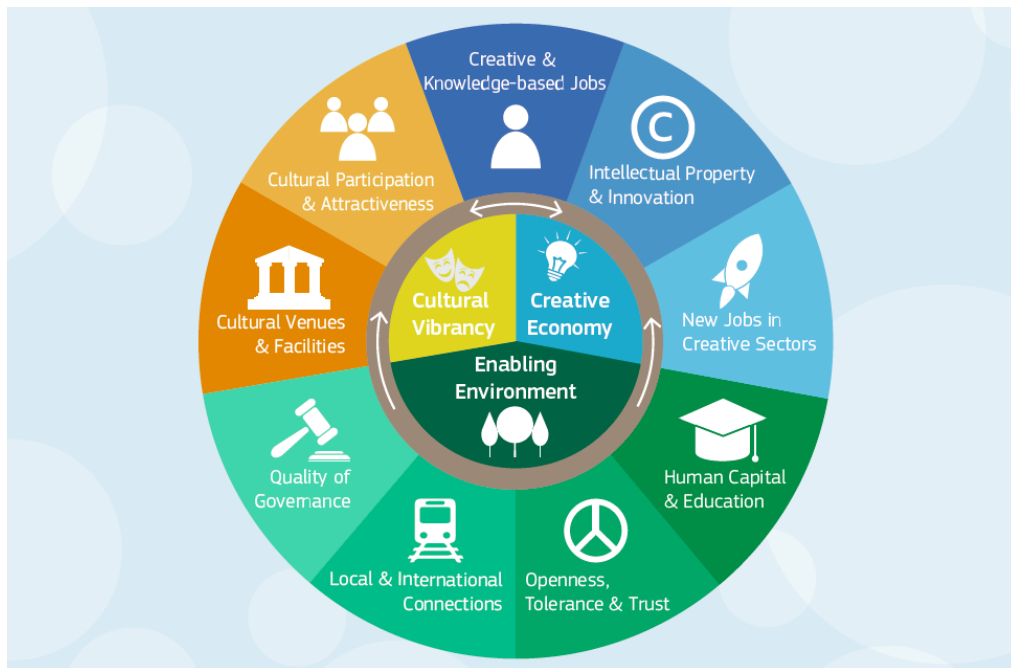 Creative &
Knowledge-based Jobs
C
Intellectual Property
& Innovation
New Jobs in
Creative Sectors
Human Capital
& Education
Openness,
Tolerance & Trust
Local & International
Connections
Quality of
Governance
Cultural Venues
& Facilities
Cultural Participation
& Attractiveness
Cultural
Vibrancy
Creative
Economy
Enabling
Environment